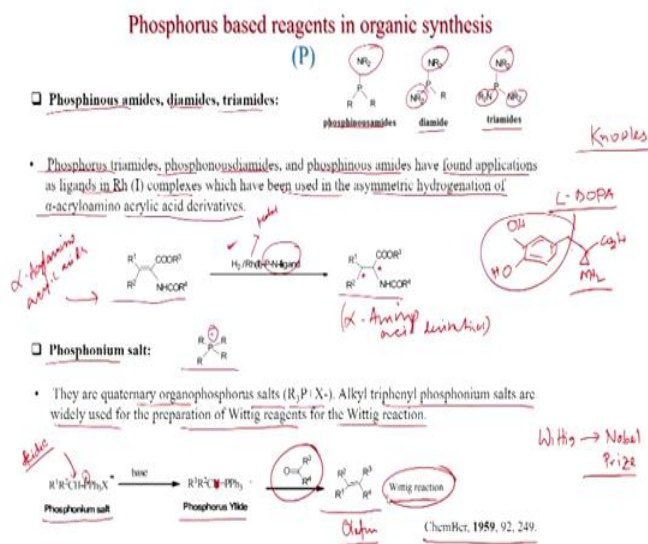 Phosphorus based reagents in organic synthesis
(P)
NR2 NR2 NR2
P P P
R R NR2 R R2N NR2
Phosphinous amides, diamides, triamides:
phosphinousamides diamide triamides
Knowles
Phosphorus triamides, phosphonousdiamides, and phosphinous amides have found applications
as ligands in Rh (I) complexes which have been used in the asymmetric hydrogenation of
α-acryloamino acrylic acid derivatives.
L-DOPA
OH
HO
CO2H
NH2
R1 COOR3
R2 NHCOR4
H2/Rh(I)-P-N-ligand
R1 COOR3
R2 NHCOR4
(α-Amino
acid derivatives)
Phosphonium salt:
R R
P
R R
They are quaternary organophosphorus salts (R4P+X-). Alkyl triphenyl phosphonium salts are
widely used for the preparation of Wittig reagents for the Wittig reaction.
Wittig → Nobel
Prize
Acidic
R1R2CH-PPh3X
base
PPh3
O R3
R4
R2 R3
R1 R4
Wittig reaction
Phosphonium salt
Phosphorus Ylide
Olefin
ChemBer, 1959, 92, 249.